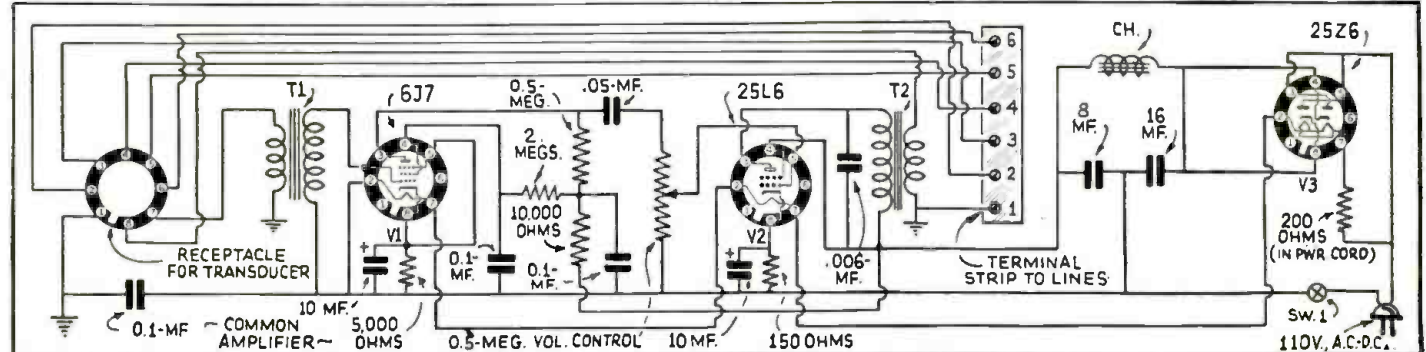 CH.
25Z6
6
5
4
3
2
1
T1
6J7
0.5-
MEG.
.05-MF.
25L6
T2
2
MEGS.
8
MF.
16
MF.
10,000
OHMS
V1
V2
V3
RECEPTACLE
FOR TRANSDUCER
0.1-
MF.
0.1-
MF.
.006-
MF.
TERMINAL
STRIP TO LINES
200
OHMS
(IN PWR CORD)
0.1-MF
~ COMMON
AMPLIFIER~
10 MF.
5,000
OHMS
0.5-MEG. VOL. CONTROL
10 MF.
150 OHMS
SW.1
110V., A.C.-D.C.